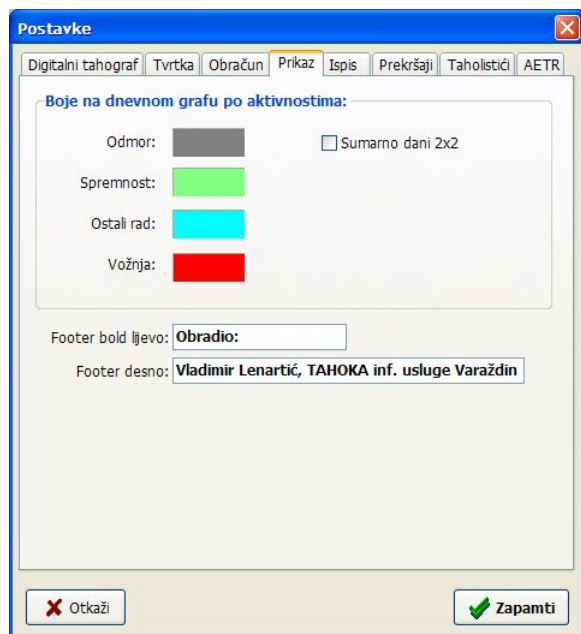 Postavke
Digitalni tahograf Tvrtka Obračun Prikaz Ispis Prekršaji Taholistići AETR
Boje na dnevnom grafu po aktivnostima:
Odmor: Sumarno dani 2x2
Spremnost:
Ostali rad:
Vožnja:
Footer bold lijevo: Obradio:
Footer desno: Vladimir Lenartić, TAHOKA inf. usluge Varaždin
Otkaži Zapamti